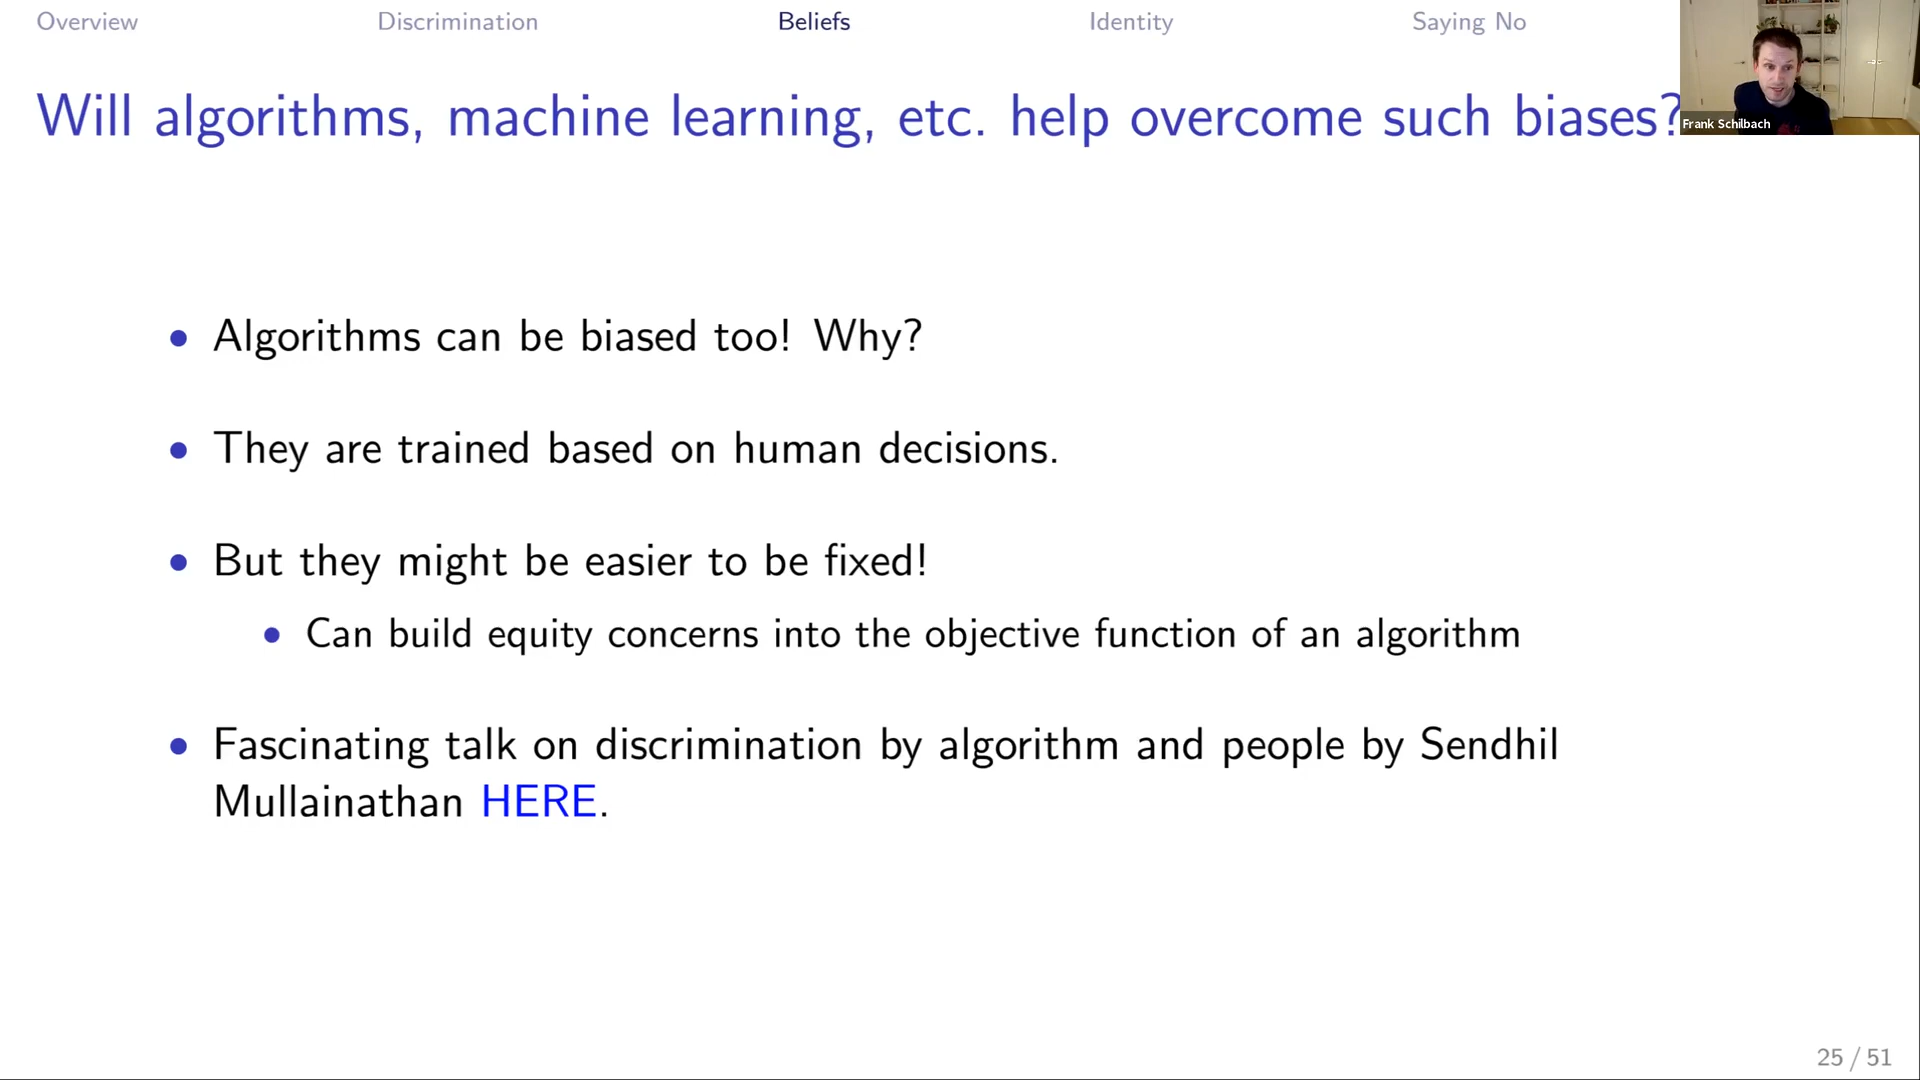 Overview Discrimination Beliefs Identity Saying No
Will algorithms, machine learning, etc. help overcome such biases?
Frank Schilbach
• Algorithms can be biased too! Why?
• They are trained based on human decisions.
• But they might be easier to be fixed!
• Can build equity concerns into the objective function of an algorithm
• Fascinating talk on discrimination by algorithm and people by Sendhil
Mullainathan HERE.
25 / 51